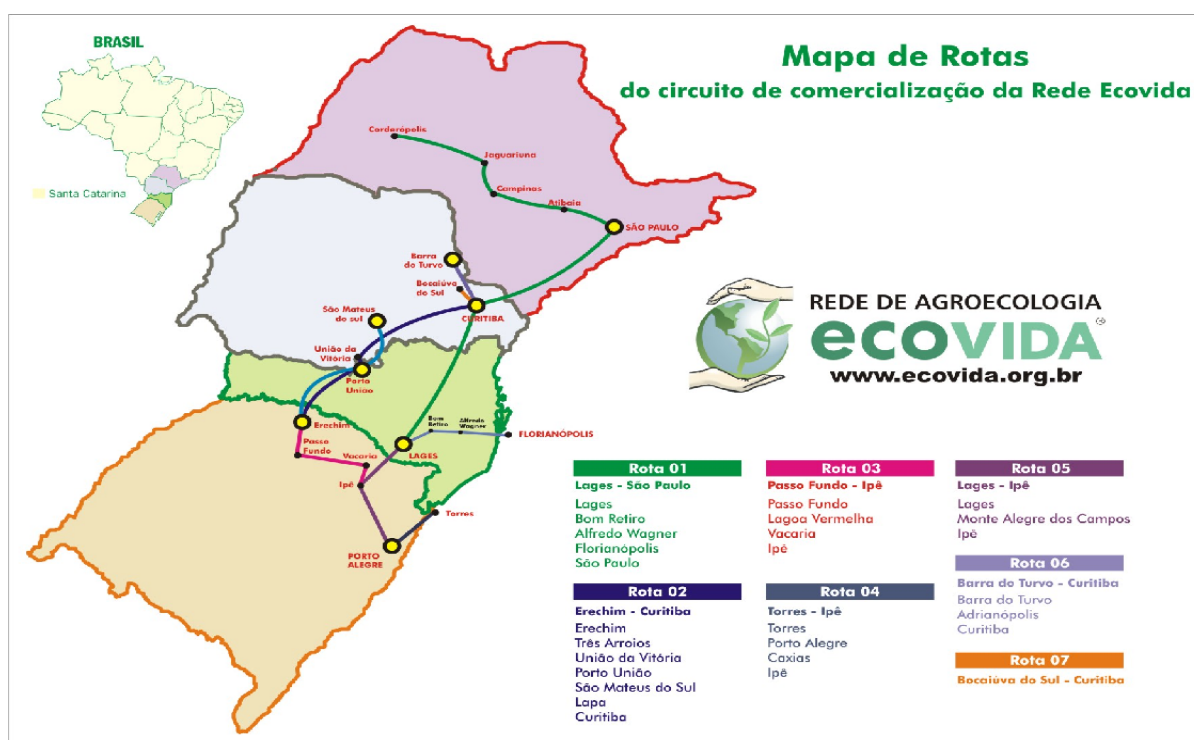 BRASIL
Santa Catarina
Mapa de Rotas
do circuito de comercialização da Rede Ecovida
Corderópolis
Jaguariuna
Campinas
Atibaia
SÃO PAULO
Barra
do Turvo
Bocaiúva
do Sul
CURITIBA
São Mateus
do sul
União da
Vitória
Porto
União
Erechim
Passo
Fundo
Vacaria
Ipê
LAGES
Bom
Retiro
Alfredo
Wagner
FLORIANÓPOLIS
Torres
PORTO
ALEGRE
REDE DE AGROECOLOGIA
ecoVIDA®
www.ecovida.org.br
Rota 01
Lages - São Paulo
Lages
Bom Retiro
Alfredo Wagner
Florianópolis
São Paulo
Rota 02
Erechim - Curitiba
Erechim
Três Arroios
União da Vitória
Porto União
São Mateus do Sul
Lapa
Curitiba
Rota 03
Passo Fundo - Ipê
Passo Fundo
Lagoa Vermelha
Vacaria
Ipê
Rota 04
Torres - Ipê
Torres
Porto Alegre
Caxias
Ipê
Rota 05
Lages - Ipê
Lages
Monte Alegre dos Campos
Ipê
Rota 06
Barra do Turvo - Curitiba
Barra do Turvo
Adrianópolis
Curitiba
Rota 07
Bocaiúva do Sul - Curitiba